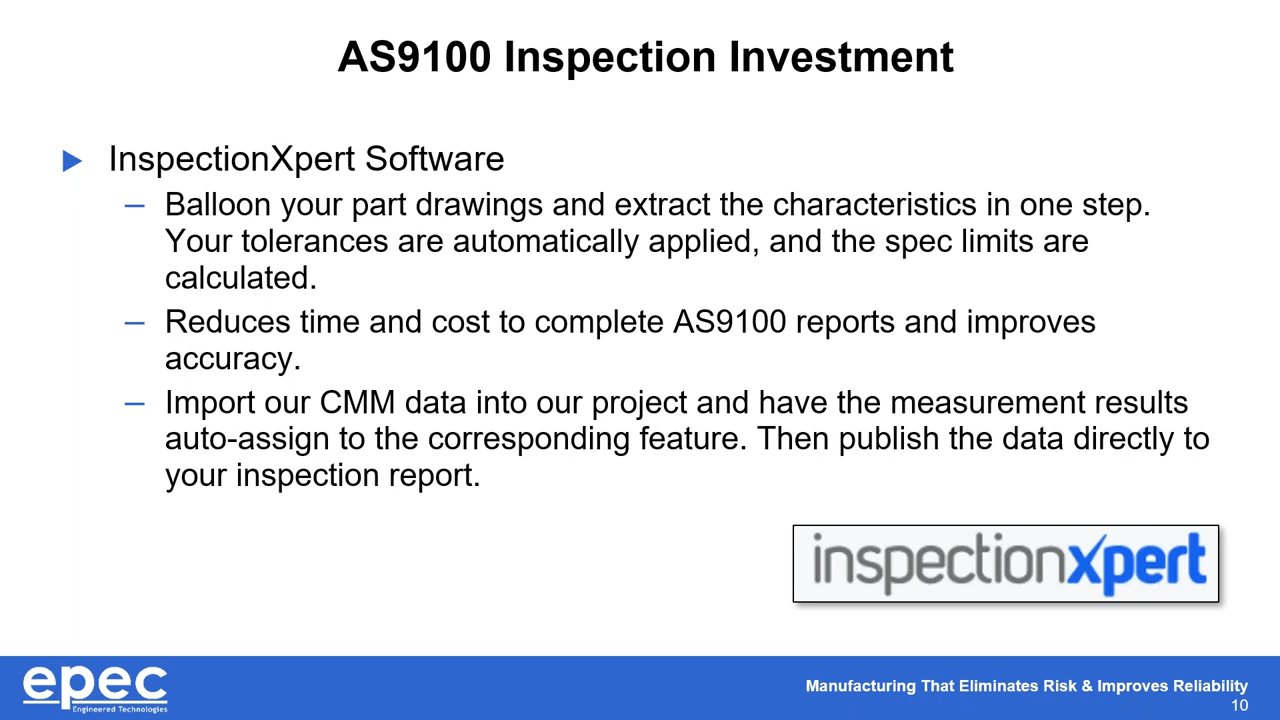 AS9100 Inspection Investment
InspectionXpert Software
– Balloon your part drawings and extract the characteristics in one step.
Your tolerances are automatically applied, and the spec limits are
calculated.
– Reduces time and cost to complete AS9100 reports and improves
accuracy.
– Import our CMM data into our project and have the measurement results
auto-assign to the corresponding feature. Then publish the data directly to
your inspection report.
inspectionxpert
epec
Engineered Technologies
Manufacturing That Eliminates Risk & Improves Reliability
10